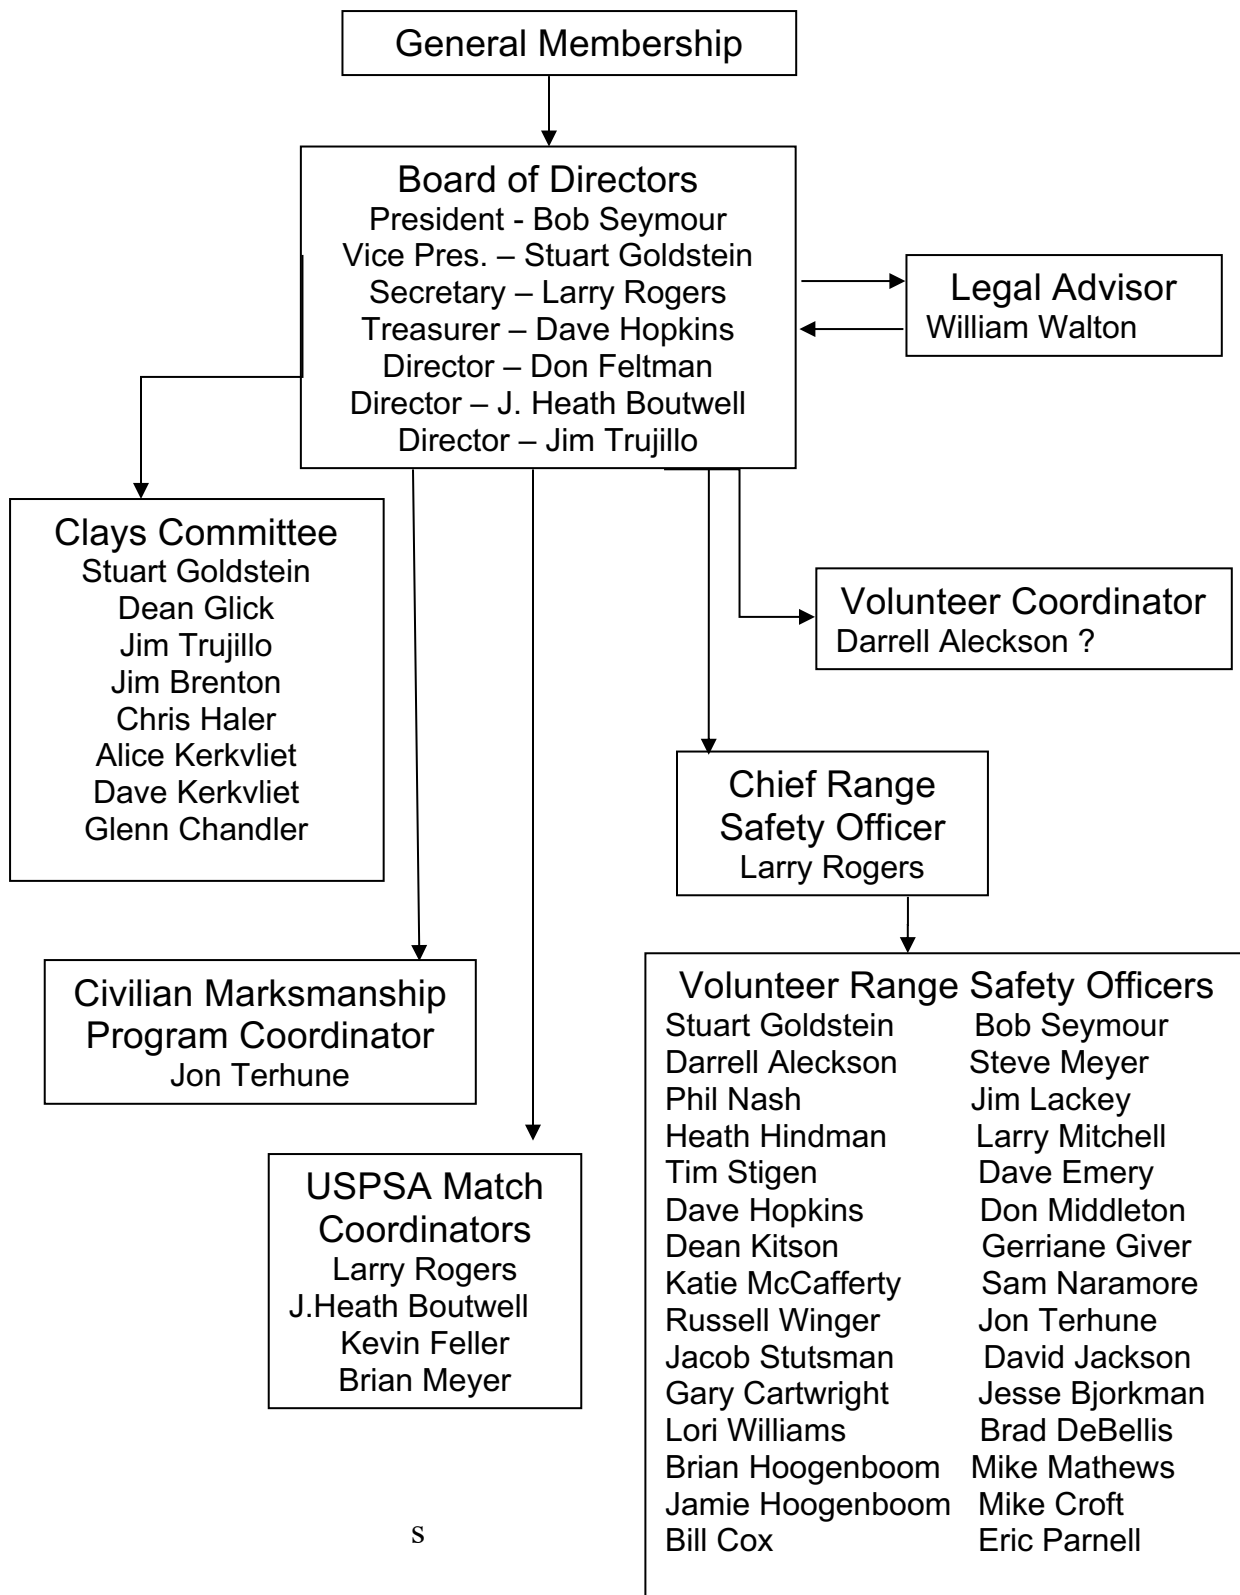 General Membership
Board of Directors
President - Bob Seymour
Vice Pres. – Stuart Goldstein
Secretary – Larry Rogers
Treasurer – Dave Hopkins
Director – Don Feltman
Director – J. Heath Boutwell
Director – Jim Trujillo
Legal Advisor
William Walton
Clays Committee
Stuart Goldstein
Dean Glick
Jim Trujillo
Jim Brenton
Chris Haler
Alice Kerkvliet
Dave Kerkvliet
Glenn Chandler
Volunteer Coordinator
Darrell Aleckson ?
Chief Range
Safety Officer
Larry Rogers
Civilian Marksmanship
Program Coordinator
Jon Terhune
USPSA Match
Coordinators
Larry Rogers
J.Heath Boutwell
Kevin Feller
Brian Meyer
Volunteer Range Safety Officers
Stuart Goldstein Bob Seymour
Darrell Aleckson Steve Meyer
Phil Nash Jim Lackey
Heath Hindman Larry Mitchell
Tim Stigen Dave Emery
Dave Hopkins Don Middleton
Dean Kitson Gerriane Giver
Katie McCafferty Sam Naramore
Russell Winger Jon Terhune
Jacob Stutsman David Jackson
Gary Cartwright Jesse Bjorkman
Lori Williams Brad DeBellis
Brian Hoogenboom Mike Mathews
Jamie Hoogenboom Mike Croft
Bill Cox Eric Parnell
s